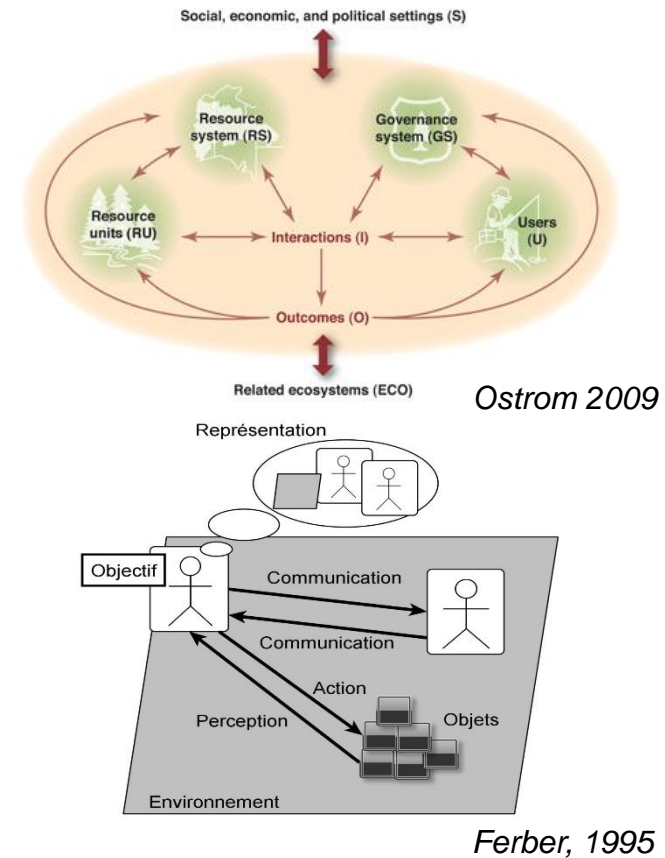 Social, economic, and political settings (S)
Resource
system (RS)
Governance
system (GS)
Resource
units (RU)
Interactions (I)
Users
(U)
Outcomes (O)
Related ecosystems (ECO)
Ostrom 2009
Représentation
Objectif
Communication
Communication
Action
Perception
Objets
Environnement
Ferber, 1995